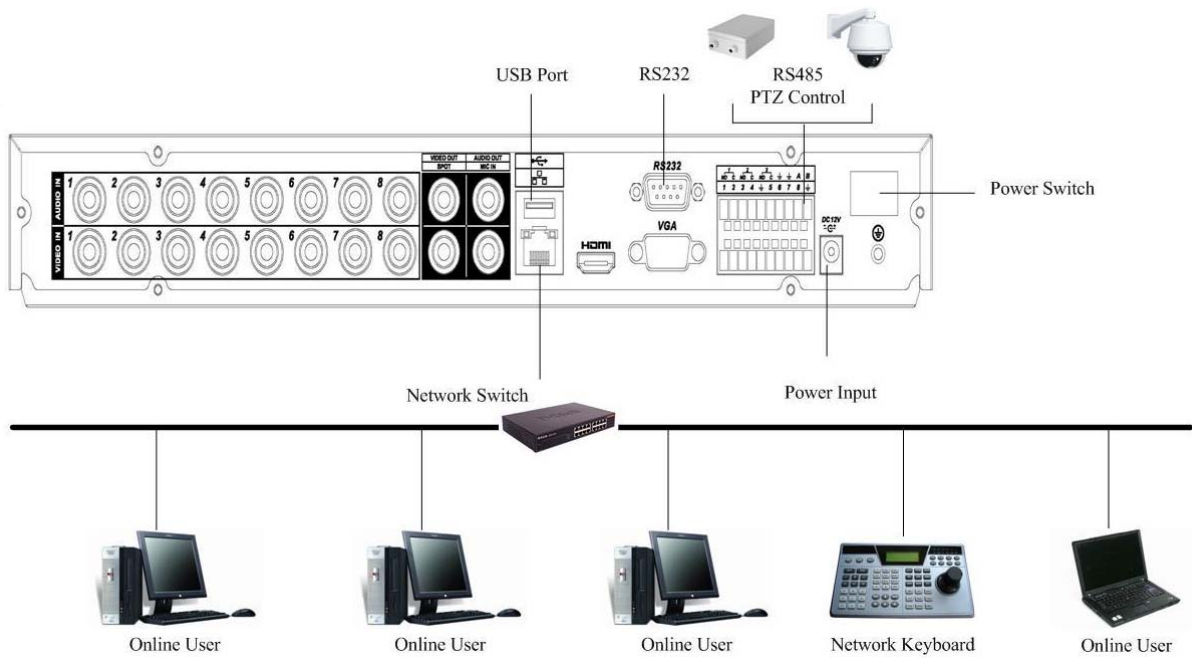 USB Port
RS232
RS485
PTZ Control
VIDEO OUT
AUDIO OUT
SPOT
MIC IN
AUDIO IN
1 2 3 4 5 6 7 8
VIDEO IN
1 2 3 4 5 6 7 8
HDMI
RS232
VGA
NO C NO C NO C A B
1 2 3 4 5 6 7 8
DC12V
Power Switch
Network Switch
Power Input
Online User
Online User
Online User
Network Keyboard
Online User